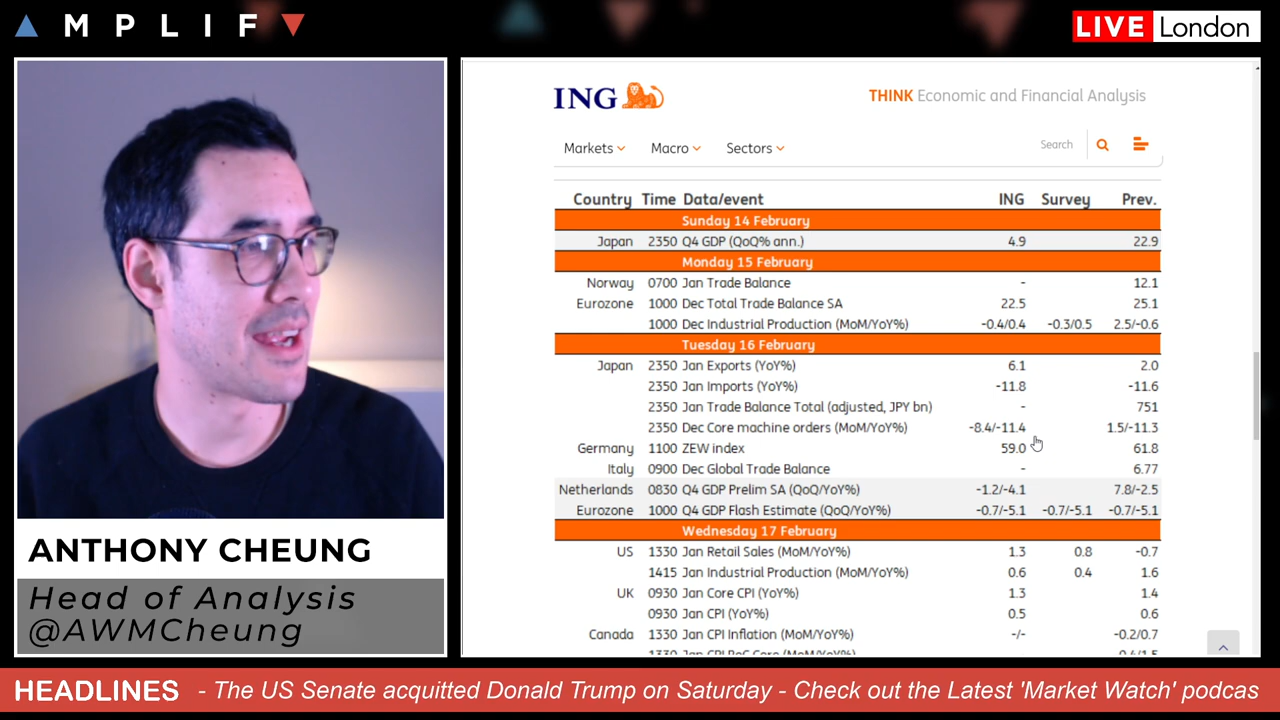 AMPLIFY
LIVE London
ING
THINK Economic and Financial Analysis
Markets Macro Sectors
Search
Country Time Data/event ING Survey Prev.
Sunday 14 February
Japan 2350 Q4 GDP (QoQ% ann.) 4.9 22.9
Monday 15 February
Norway 0700 Jan Trade Balance - 12.1
Eurozone 1000 Dec Total Trade Balance SA 22.5 25.1
1000 Dec Industrial Production (MoM/YoY%) -0.4/0.4 -0.3/0.5 2.5/-0.6
Tuesday 16 February
Japan 2350 Jan Exports (YoY%) 6.1 2.0
2350 Jan Imports (YoY%) -11.8 -11.6
2350 Jan Trade Balance Total (adjusted, JPY bn) - 751
2350 Dec Core machine orders (MoM/YoY%) -8.4/-11.4 1.5/-11.3
Germany 1100 ZEW index 59.0 61.8
Italy 0900 Dec Global Trade Balance - 6.77
Netherlands 0830 Q4 GDP Prelim SA (QoQ/YoY%) -1.2/-4.1 7.8/-2.5
Eurozone 1000 Q4 GDP Flash Estimate (QoQ/YoY%) -0.7/-5.1 -0.7/-5.1 -0.7/-5.1
Wednesday 17 February
US 1330 Jan Retail Sales (MoM/YoY%) 1.3 0.8 -0.7
1415 Jan Industrial Production (MoM/YoY%) 0.6 0.4 1.6
UK 0930 Jan Core CPI (YoY%) 1.3 1.4
0930 Jan CPI (YoY%) 0.5 0.6
Canada 1330 Jan CPI Inflation (MoM/YoY%) -/- -0.2/0.7
ANTHONY CHEUNG
Head of Analysis
@AWMCheung
HEADLINES - The US Senate acquitted Donald Trump on Saturday - Check out the Latest 'Market Watch' podcas